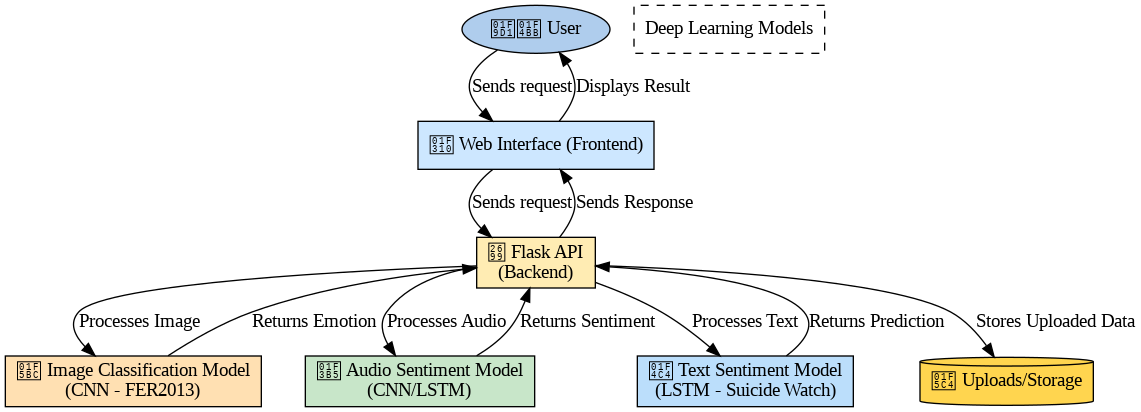 User
Deep Learning Models
Sends request
Displays Result
Web Interface (Frontend)
Sends request
Sends Response
Flask API
(Backend)
Processes Image
Returns Emotion
Processes Audio
Returns Sentiment
Processes Text
Returns Prediction
Stores Uploaded Data
Image Classification Model
(CNN - FER2013)
Audio Sentiment Model
(CNN/LSTM)
Text Sentiment Model
(LSTM - Suicide Watch)
Uploads/Storage